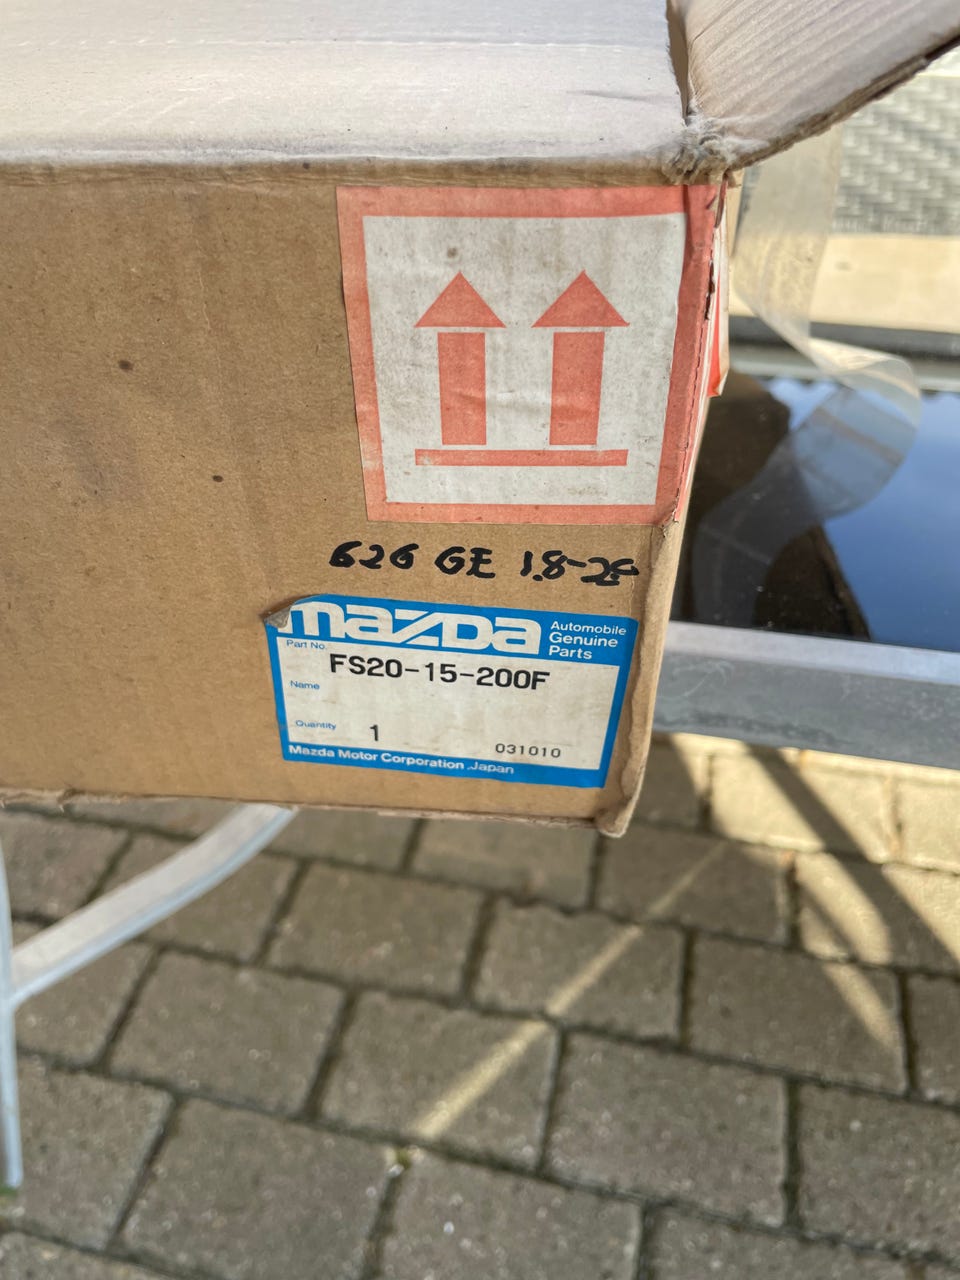 626 GE 1.8-2.0
mazda
Automobile
Genuine
Parts
Part No.
FS20-15-200F
Name
Quantity
1
031010
Mazda Motor Corporation Japan